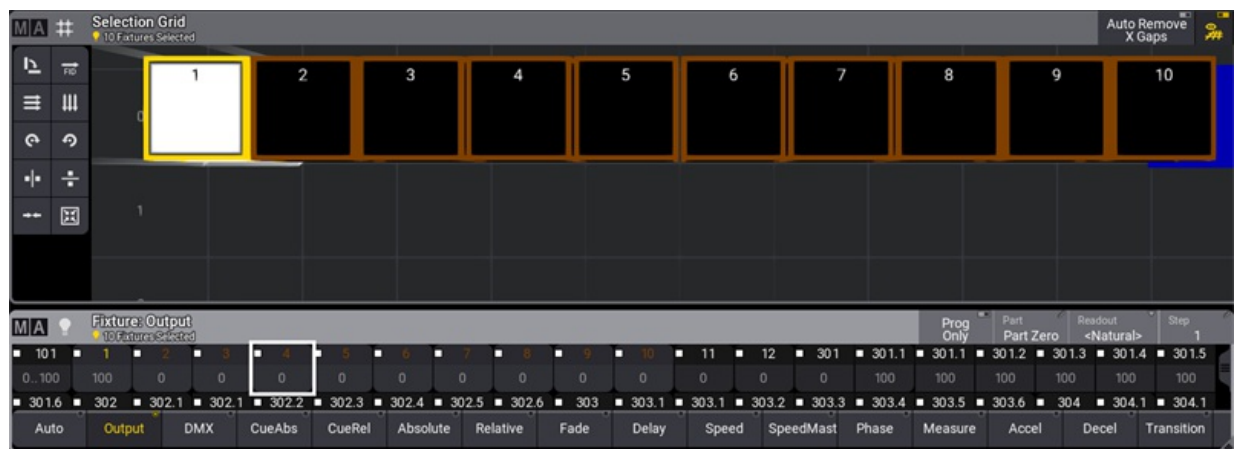 MA Selection Grid Auto Remove
10 Fixtures Selected X Gaps
FID
1 2 3 4 5 6 7 8 9 10
0
1
MA Fixture: Output Prog Part Readout Step
10 Fixtures Selected Only Part Zero <Natural> 1
101 1 2 3 4 5 6 7 8 9 10 11 12 301 301.1 301.1 301.2 301.3 301.4 301.5
0..100 100 0 0 0 0 0 0 0 0 0 0 0 0 100 100 100 100 100 100
301.6 302 302.1 302.1 302.2 302.3 302.4 302.5 302.6 303 303.1 303.1 303.2 303.3 303.4 303.5 303.6 304 304.1 304.1
Auto Output DMX CueAbs CueRel Absolute Relative Fade Delay Speed SpeedMast Phase Measure Accel Decel Transition